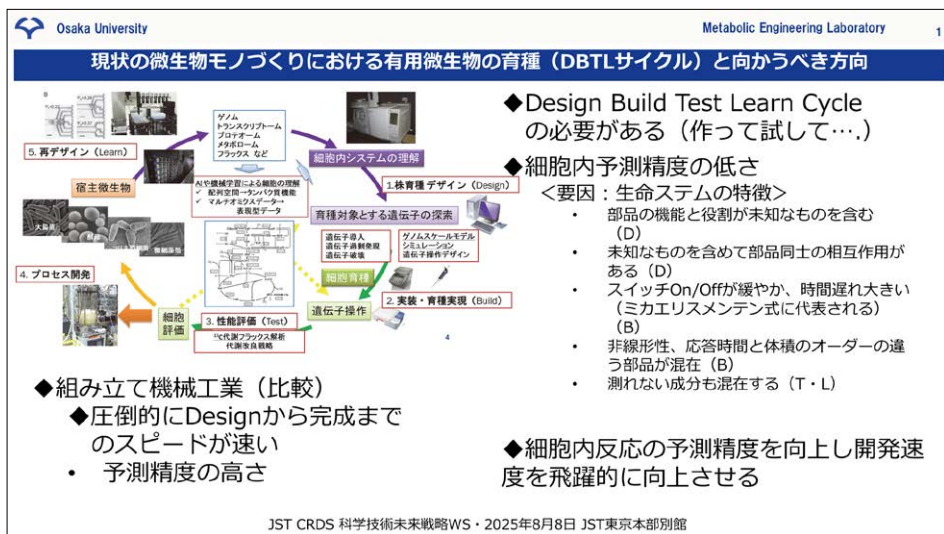 Osaka University
Metabolic Engineering Laboratory
1
現状の微生物モノづくりにおける有用微生物の育種（DBTLサイクル）と向かうべき方向
ゲノム
トランスクリプトーム
プロテオーム
メタボローム
フラックス など
5. 再デザイン（Learn）
細胞内システムの理解
宿主微生物
AIや機械学習による細胞の理解
✓ 配列空間→タンパク質機能
✓ マルチオミクスデータ→
表現型データ
1.株育種 デザイン（Design）
育種対象とする遺伝子の探索
大腸菌
酵母
微細藻類
遺伝子導入
遺伝子過剰発現
遺伝子破壊
ゲノムスケールモデル
シミュレーション
遺伝子操作デザイン
4. プロセス開発
細胞育種
2. 実装・育種実現（Build）
細胞
評価
3. 性能評価（Test）
遺伝子操作
¹³C代謝フラックス解析
代謝改良戦略
4
◆組み立て機械工業（比較）
◆圧倒的にDesignから完成まで
のスピードが速い
• 予測精度の高さ
◆Design Build Test Learn Cycle
の必要がある（作って試して….）
◆細胞内予測精度の低さ
＜要因：生命ステムの特徴＞
• 部品の機能と役割が未知なものを含む
（D）
• 未知なものを含めて部品同士の相互作用が
ある（D）
• スイッチOn/Offが緩やか、時間遅れ大きい
（ミカエリスメンテン式に代表される）
（B）
• 非線形性、応答時間と体積のオーダーの違
う部品が混在（B）
• 測れない成分も混在する（T・L）
◆細胞内反応の予測精度を向上し開発速
度を飛躍的に向上させる
JST CRDS 科学技術未来戦略WS・2025年8月8日 JST東京本部別館